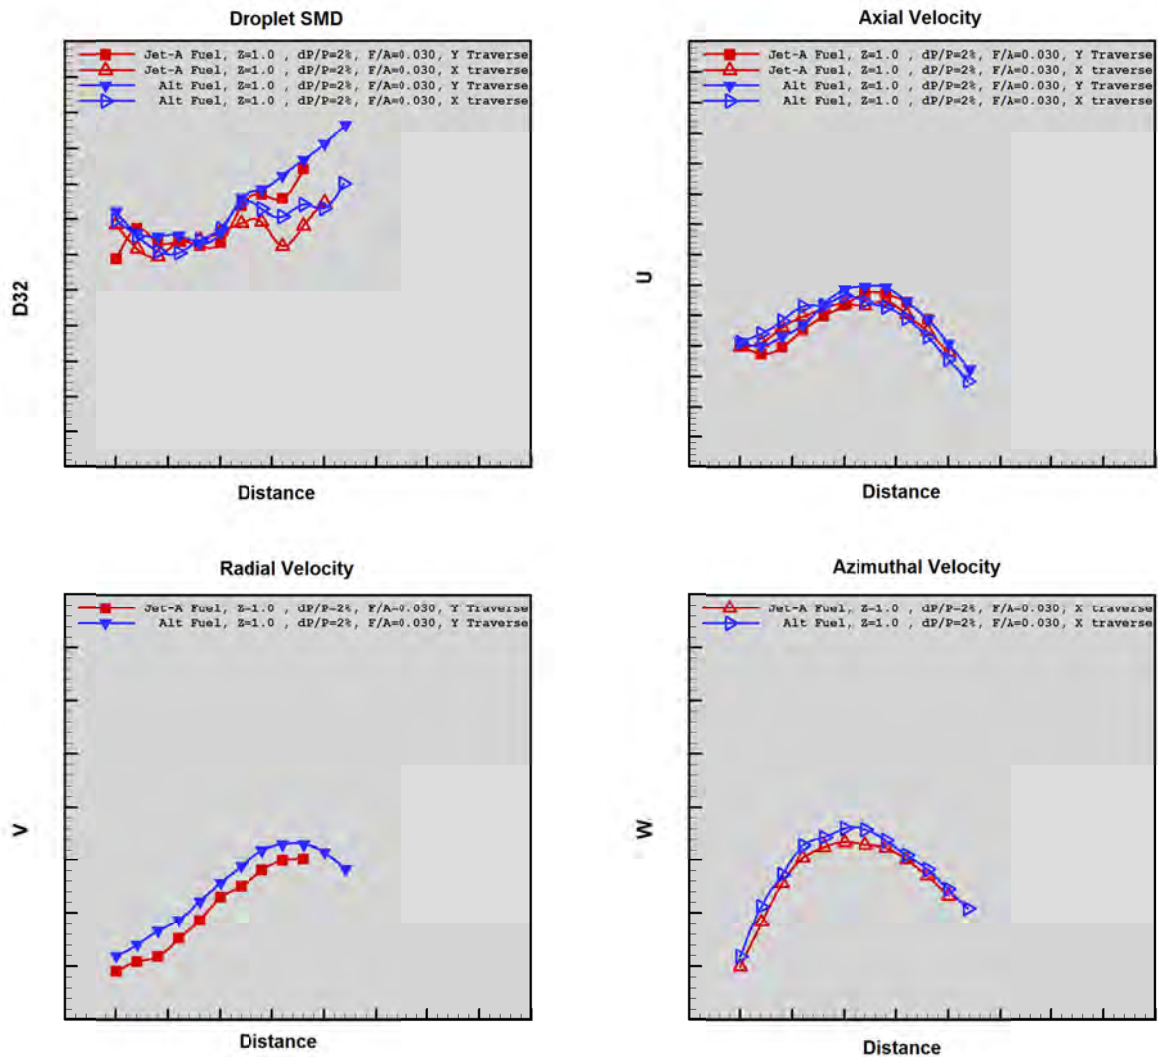 Droplet SMD
Jet-A Fuel, Z=1.0 , dP/P=2%, F/A=0.030, Y Traverse
Jet-A Fuel, Z=1.0 , dP/P=2%, F/A=0.030, X traverse
Alt Fuel, Z=1.0 , dP/P=2%, F/A=0.030, Y Traverse
Alt Fuel, Z=1.0 , dP/P=2%, F/A=0.030, X traverse
D32
Distance
Axial Velocity
Jet-A Fuel, Z=1.0 , dP/P=2%, F/A=0.030, Y Traverse
Jet-A Fuel, Z=1.0 , dP/P=2%, F/A=0.030, X traverse
Alt Fuel, Z=1.0 , dP/P=2%, F/A=0.030, Y Traverse
Alt Fuel, Z=1.0 , dP/P=2%, F/A=0.030, X traverse
U
Distance
Radial Velocity
Jet-A Fuel, Z=1.0 , dP/P=2%, F/A=0.030, Y Traverse
Alt Fuel, Z=1.0 , dP/P=2%, F/A=0.030, Y Traverse
V
Distance
Azimuthal Velocity
Jet-A Fuel, Z=1.0 , dP/P=2%, F/A=0.030, X traverse
Alt Fuel, Z=1.0 , dP/P=2%, F/A=0.030, X traverse
W
Distance